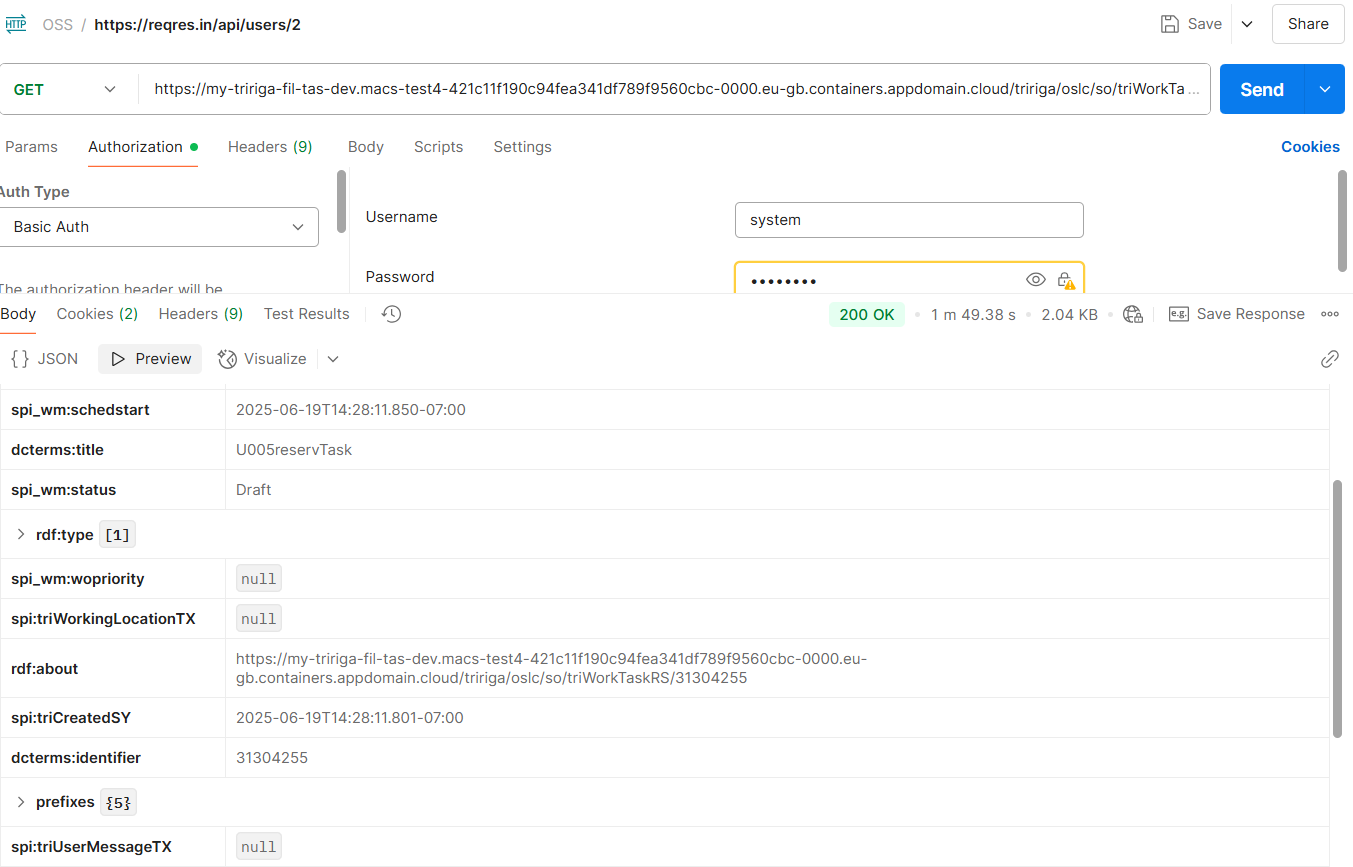 HTTP OSS / https://reqres.in/api/users/2 Save Share
GET https://my-tririga-fil-tas-dev.macs-test4-421c11f190c94fea341df789f9560cbc-0000.eu-gb.containers.appdomain.cloud/tririga/oslc/so/triWorkTa ... Send
Params Authorization Headers (9) Body Scripts Settings Cookies
Auth Type
Basic Auth
The authorization header will be
Username system
Password ••••••••
Body Cookies (2) Headers (9) Test Results 200 OK • 1 m 49.38 s • 2.04 KB • e.g. Save Response
{} JSON Preview Visualize
spi_wm:schedstart 2025-06-19T14:28:11.850-07:00
dcterms:title U005reservTask
spi_wm:status Draft
rdf:type [1]
spi_wm:wopriority null
spi:triWorkingLocationTX null
rdf:about https://my-tririga-fil-tas-dev.macs-test4-421c11f190c94fea341df789f9560cbc-0000.eu-
gb.containers.appdomain.cloud/tririga/oslc/so/triWorkTaskRS/31304255
spi:triCreatedSY 2025-06-19T14:28:11.801-07:00
dcterms:identifier 31304255
prefixes {5}
spi:triUserMessageTX null